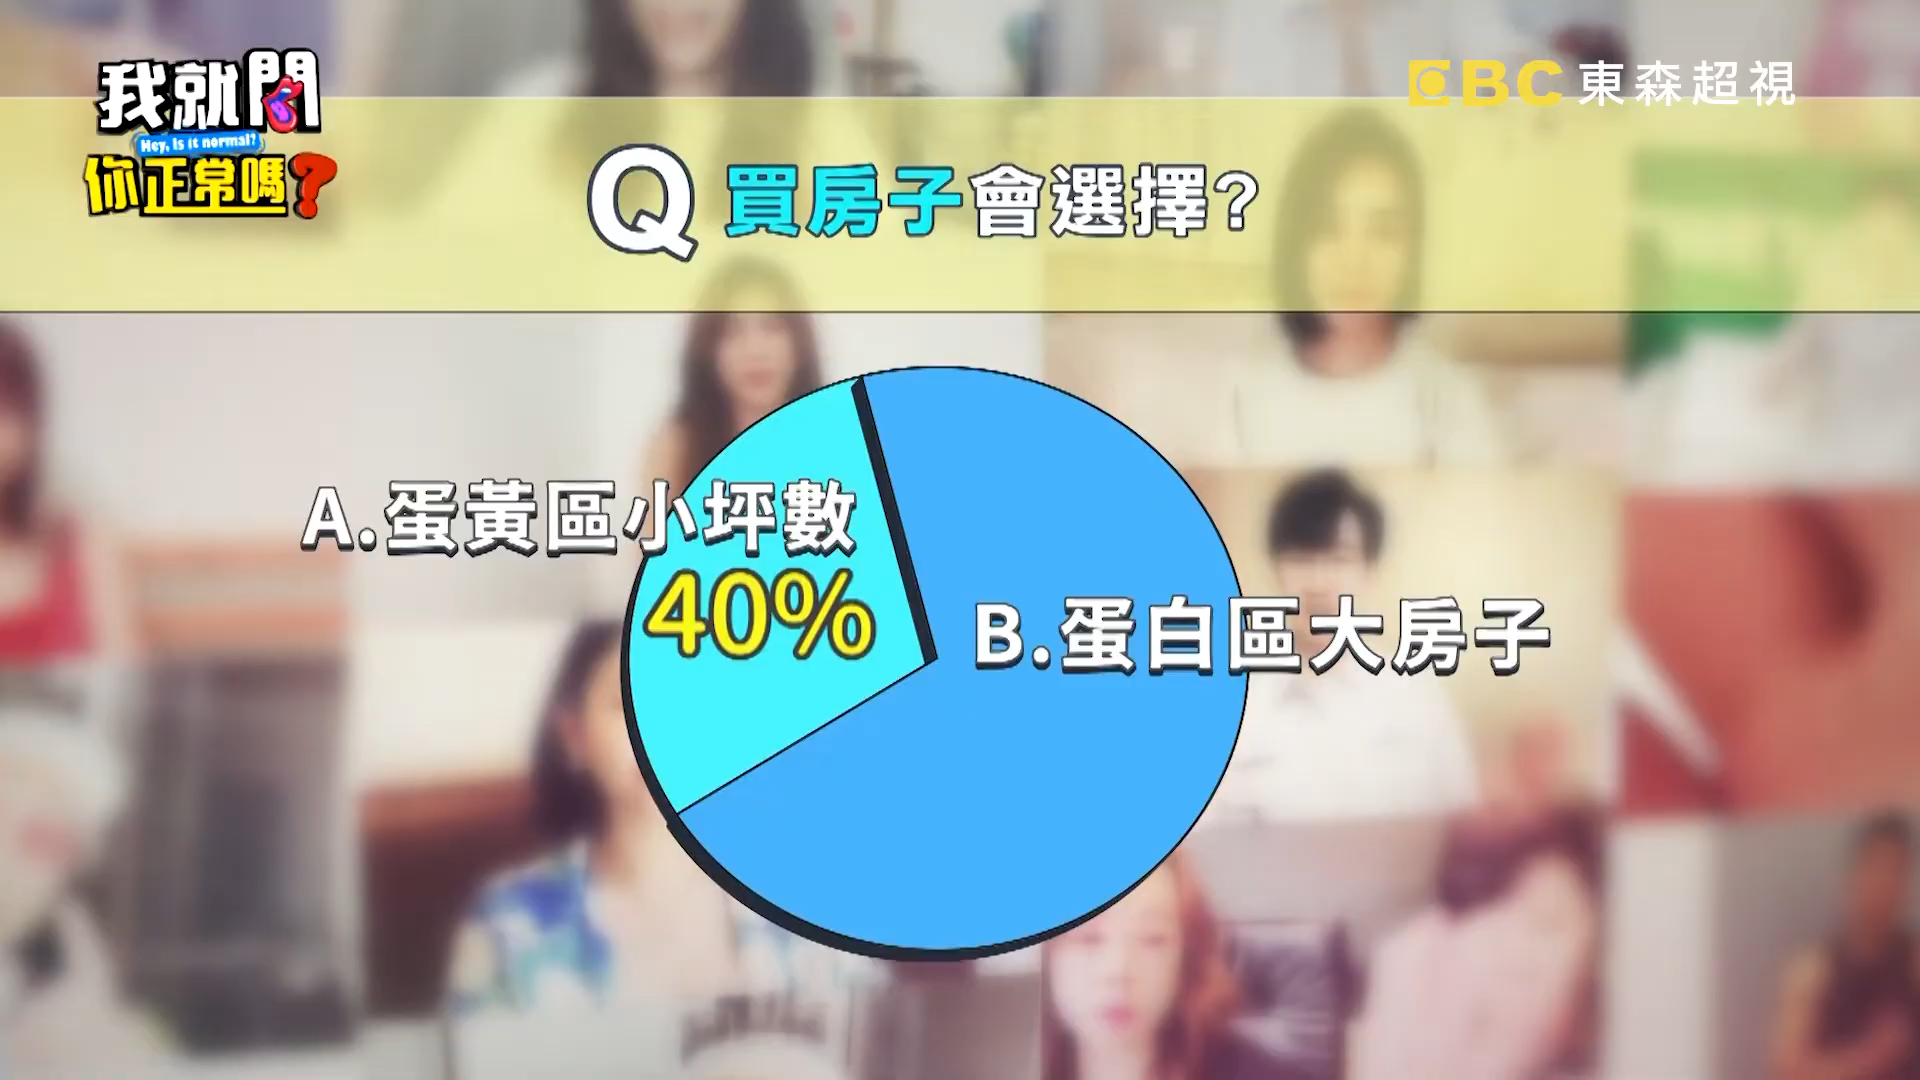 我就問
Hey, is it normal?
你正常嗎?
EBC 東森超視
Q 買房子會選擇?
A.蛋黃區小坪數
40%
B.蛋白區大房子